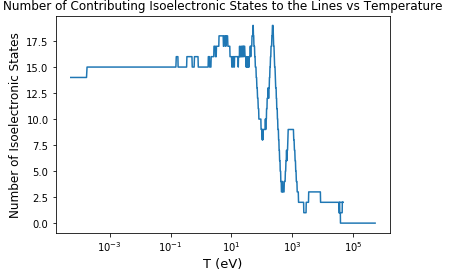 Number of Contributing Isoelectronic States to the Lines vs Temperature
Number of Isoelectronic States
17.5
15.0
12.5
10.0
7.5
5.0
2.5
0.0
10⁻³ 10⁻¹ 10¹ 10³ 10⁵
T (eV)